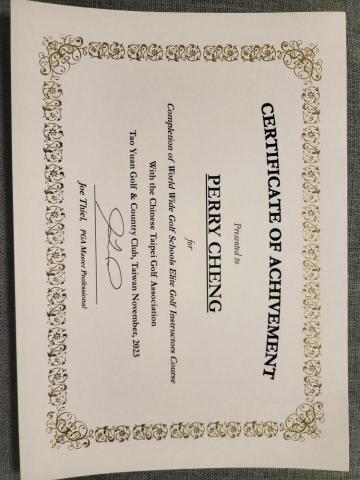 CERTIFICATE OF ACHIVEMENT
Presented to
PERRY CHENG
for
Completion of World Wide Golf Schools Elite Golf Instructors Course
With the Chinese Taipei Golf Association
Tao Yuan Golf & Country Club, Taiwan November, 2023
Joe Thiel, PGA Master Professional